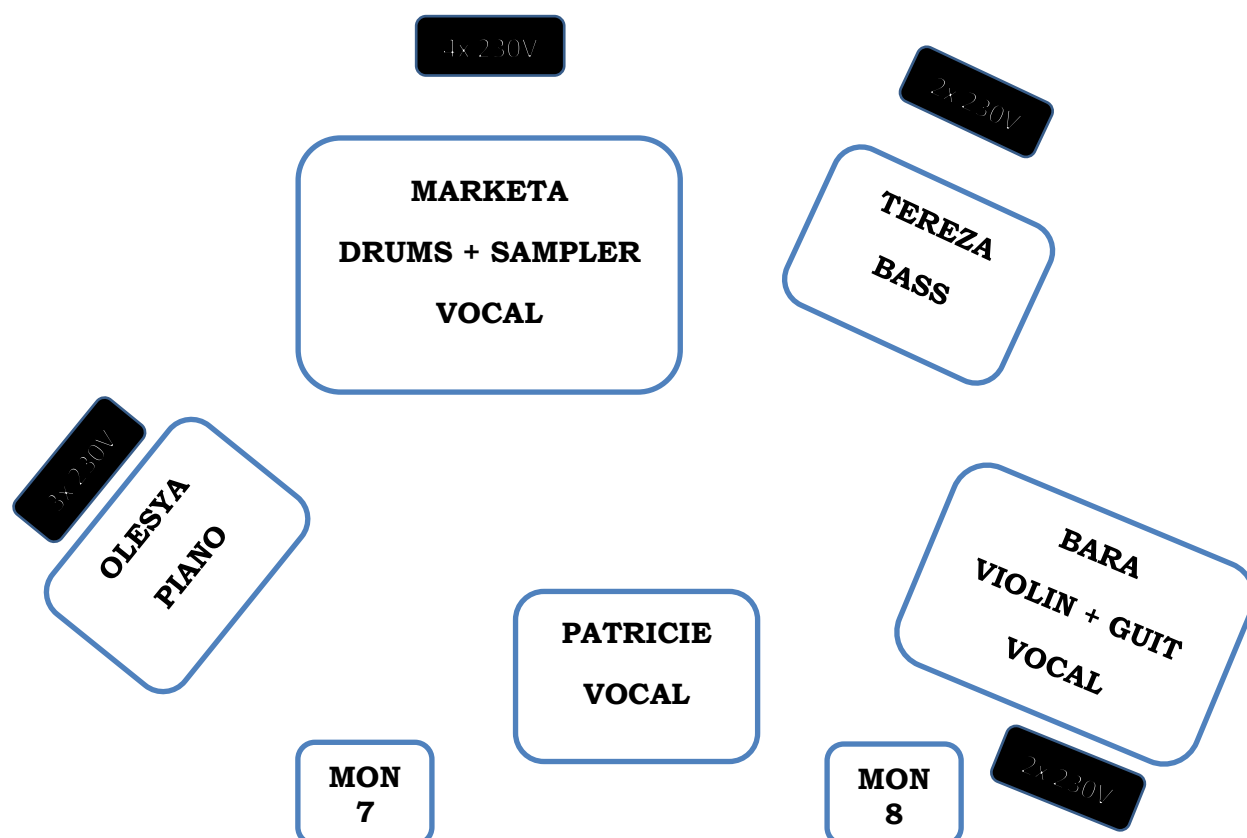 4x 230V
2x 230V
MARKETA
DRUMS + SAMPLER
VOCAL
TEREZA
BASS
3x 230V
OLESYA
PIANO
BARA
VIOLIN + GUIT
VOCAL
PATRICIE
VOCAL
2x 230V
MON
7
MON
8